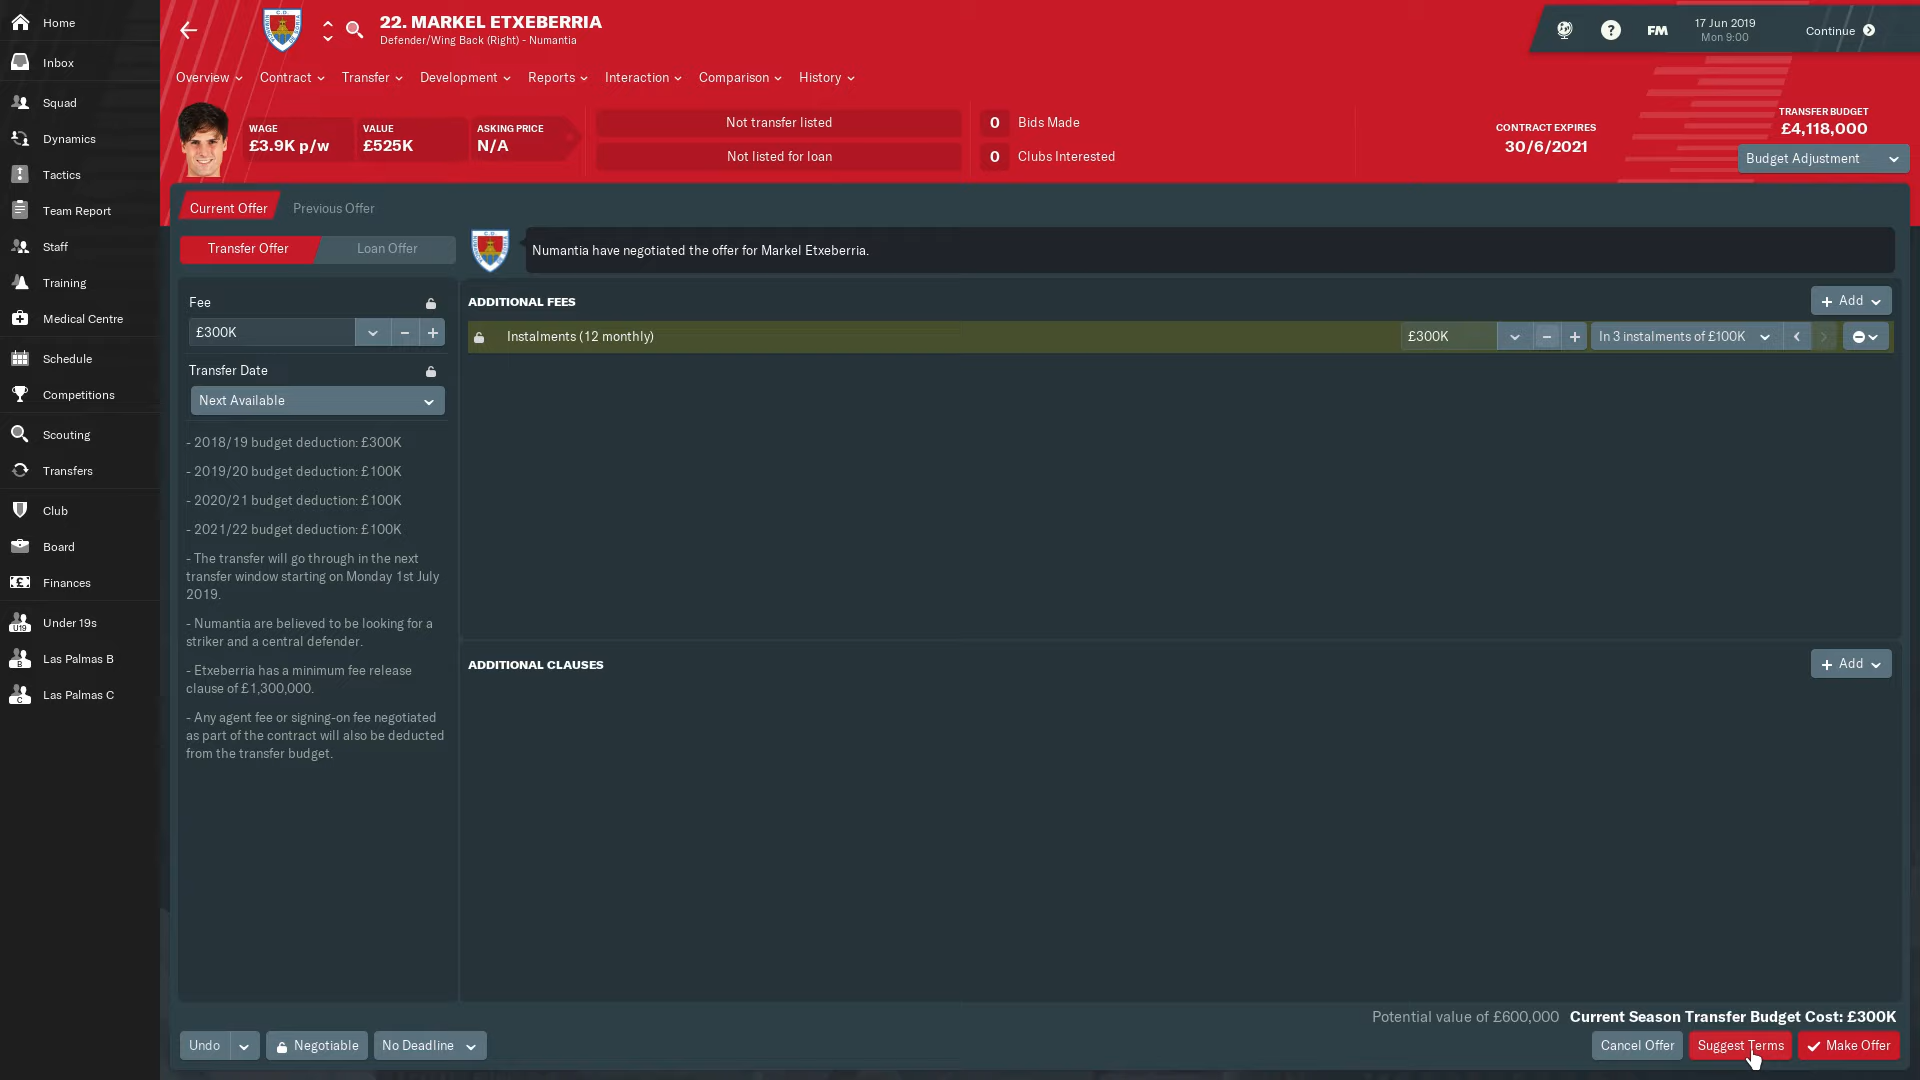 Home
Inbox
Squad
Dynamics
Tactics
Team Report
Staff
Training
Medical Centre
Schedule
Competitions
Scouting
Transfers
Club
Board
Finances
U19
Under 19s
B
Las Palmas B
C
Las Palmas C
22. MARKEL ETXEBERRIA
Defender/Wing Back (Right) - Numantia
FM
17 Jun 2019
Mon 9:00
Continue
Overview
Contract
Transfer
Development
Reports
Interaction
Comparison
History
WAGE
£3.9K p/w
VALUE
£525K
ASKING PRICE
N/A
Not transfer listed
Not listed for loan
0 Bids Made
0 Clubs Interested
CONTRACT EXPIRES
30/6/2021
TRANSFER BUDGET
£4,118,000
Budget Adjustment
Current Offer
Previous Offer
Transfer Offer
Loan Offer
Numantia have negotiated the offer for Markel Etxeberria.
Fee
£300K
Transfer Date
Next Available
- 2018/19 budget deduction: £300K
- 2019/20 budget deduction: £100K
- 2020/21 budget deduction: £100K
- 2021/22 budget deduction: £100K
- The transfer will go through in the next
transfer window starting on Monday 1st July
2019.
- Numantia are believed to be looking for a
striker and a central defender.
- Etxeberria has a minimum fee release
clause of £1,300,000.
- Any agent fee or signing-on fee negotiated
as part of the contract will also be deducted
from the transfer budget.
ADDITIONAL FEES
+ Add
Instalments (12 monthly)
£300K
In 3 instalments of £100K
ADDITIONAL CLAUSES
+ Add
Potential value of £600,000 Current Season Transfer Budget Cost: £300K
Undo
Negotiable
No Deadline
Cancel Offer
Suggest Terms
Make Offer